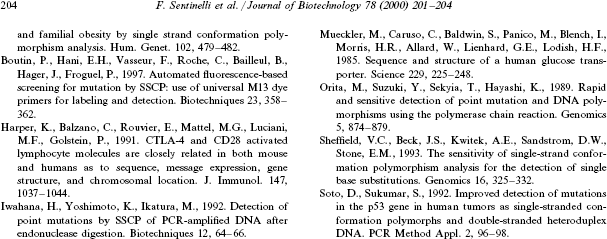 204
F. Sentinelli et al. / Journal of Biotechnology 78 (2000) 201–204
and familial obesity by single strand conformation poly-
morphism analysis. Hum. Genet. 102, 479–482.
Boutin, P., Hani, E.H., Vasseur, F., Roche, C., Bailleul, B.,
Hager, J., Froguel, P., 1997. Automated fluorescence-based
screening for mutation by SSCP: use of universal M13 dye
primers for labeling and detection. Biotechniques 23, 358–
362.
Harper, K., Balzano, C., Rouvier, E., Mattel, M.G., Luciani,
M.F., Golstein, P., 1991. CTLA-4 and CD28 activated
lymphocyte molecules are closely related in both mouse
and humans as to sequence, message expression, gene
structure, and chromosomal location. J. Immunol. 147,
1037–1044.
Iwahana, H., Yoshimoto, K., Ikatura, M., 1992. Detection of
point mutations by SSCP of PCR-amplified DNA after
endonuclease digestion. Biotechniques 12, 64–66.
Mueckler, M., Caruso, C., Baldwin, S., Panico, M., Blench, I.,
Morris, H.R., Allard, W., Lienhard, G.E., Lodish, H.F.,
1985. Sequence and structure of a human glucose trans-
porter. Science 229, 225–248.
Orita, M., Suzuki, Y., Sekyia, T., Hayashi, K., 1989. Rapid
and sensitive detection of point mutation and DNA poly-
morphisms using the polymerase chain reaction. Genomics
5, 874–879.
Sheffield, V.C., Beck, J.S., Kwitek, A.E., Sandstrom, D.W.,
Stone, E.M., 1993. The sensitivity of single-strand confor-
mation polymorphism analysis for the detection of single
base substitutions. Genomics 16, 325–332.
Soto, D., Sukumar, S., 1992. Improved detection of mutations
in the p53 gene in human tumors as single-stranded con-
formation polymorphs and double-stranded heteroduplex
DNA. PCR Method Appl. 2, 96–98.